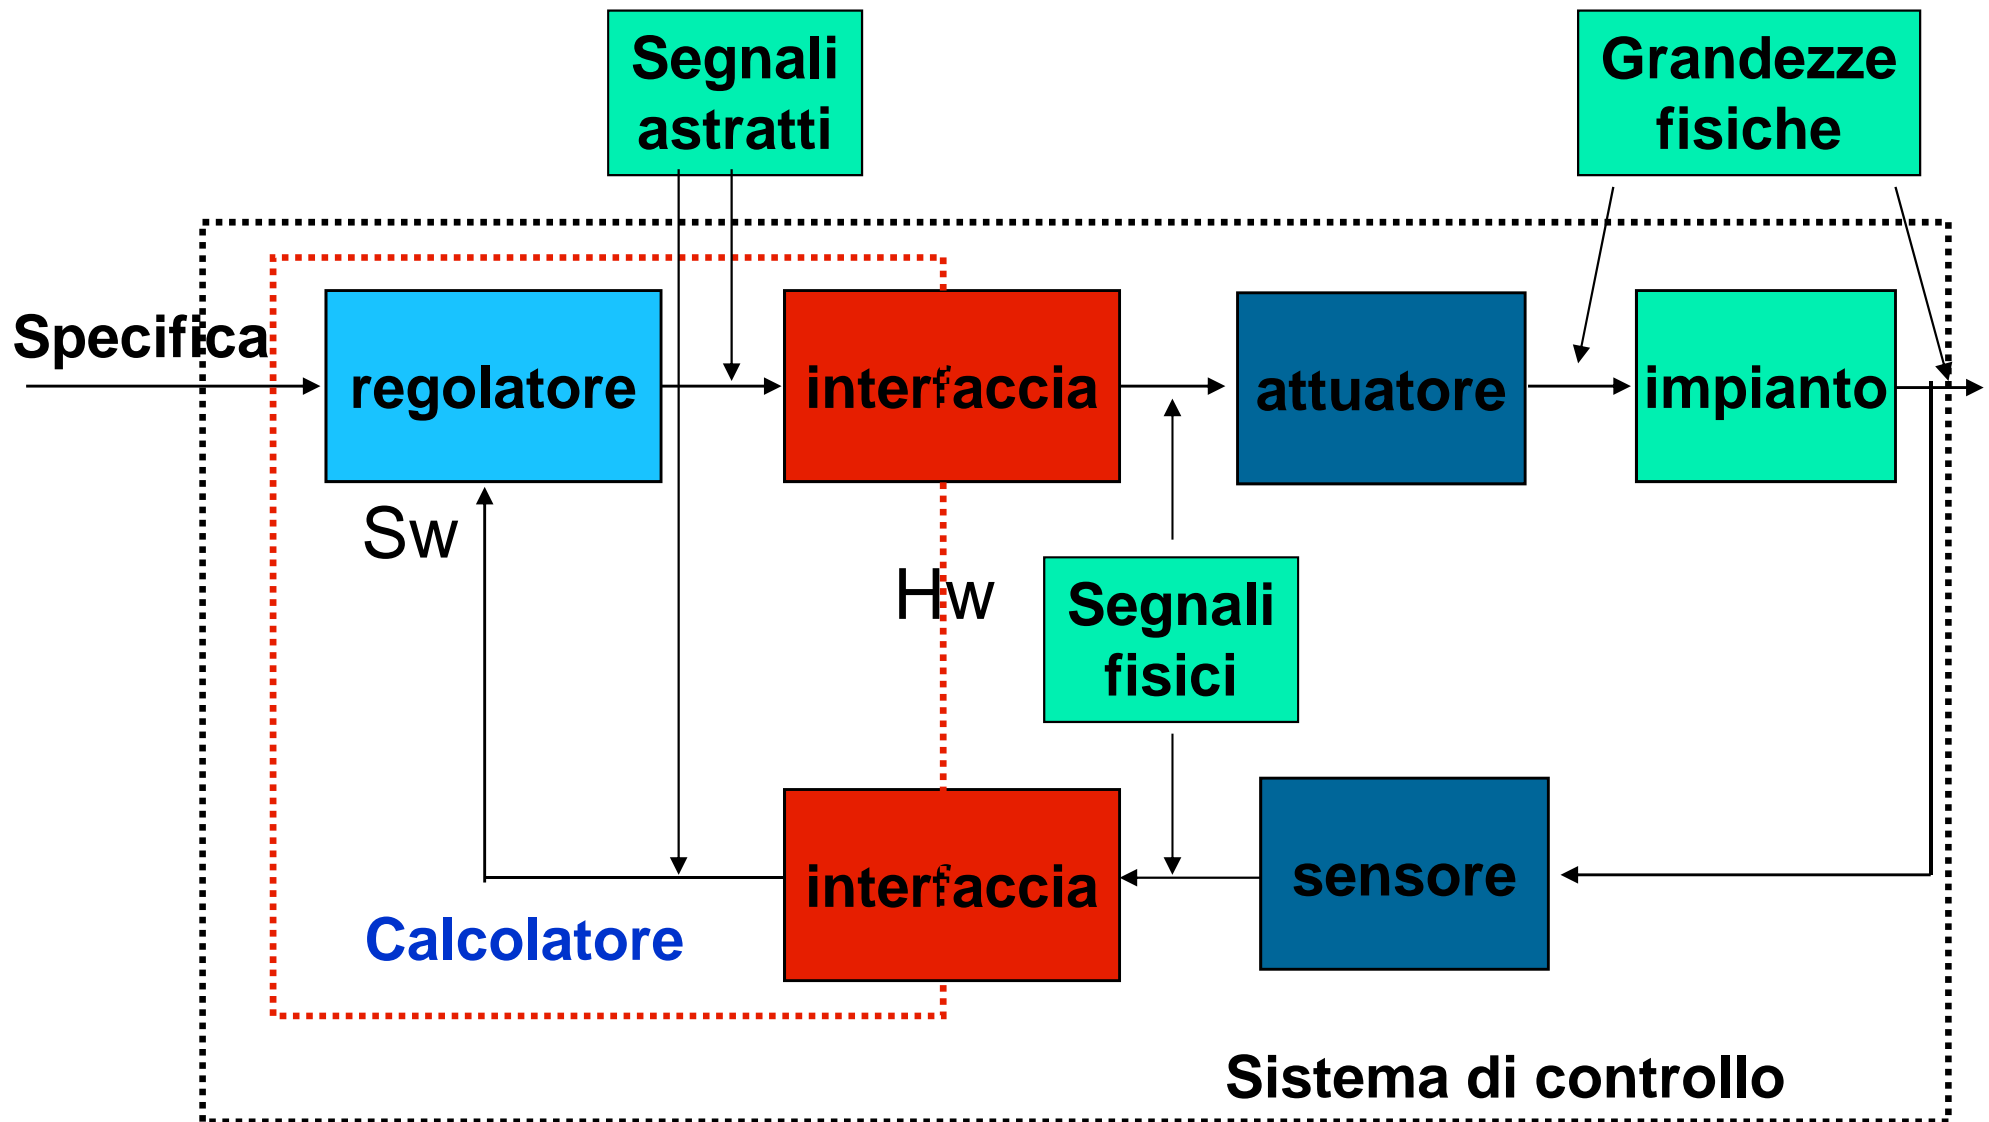 Segnali
astratti
Grandezze
fisiche
Specifica
regolatore
interfaccia
attuatore
impianto
Sw
Hw
Segnali
fisici
interfaccia
sensore
Calcolatore
Sistema di controllo